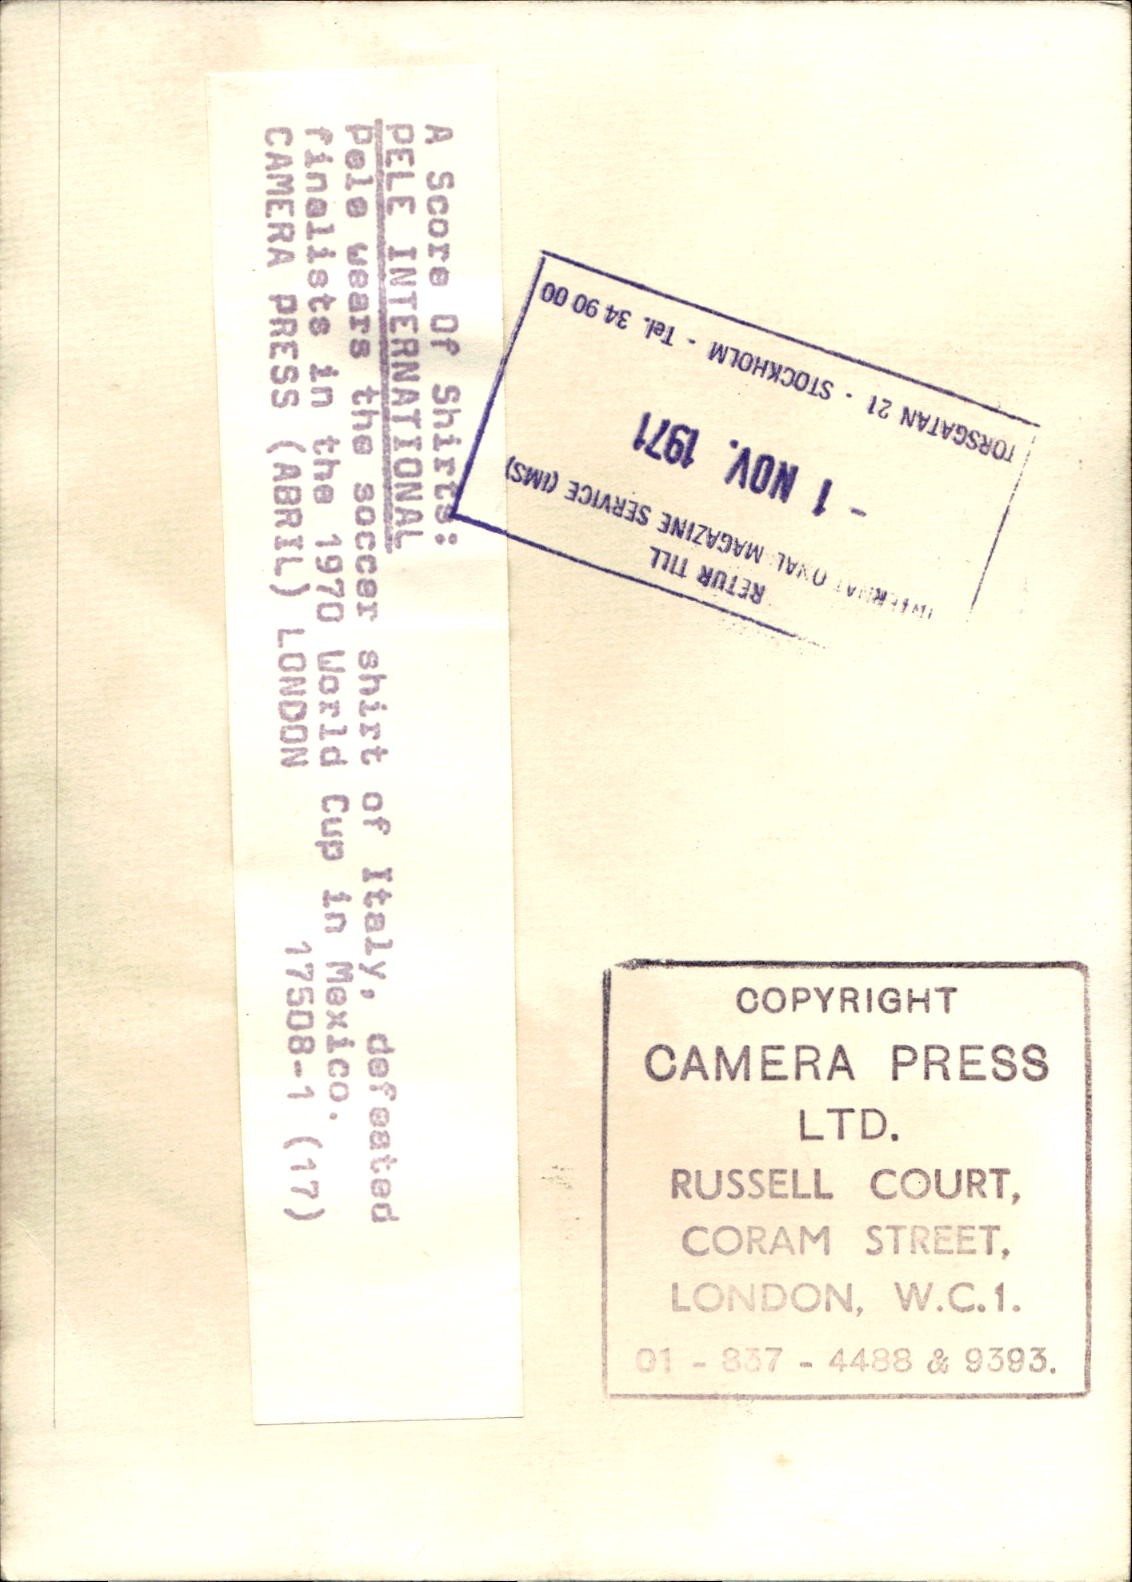 A Score Of Shirts:
PELE INTERNATIONAL
Pele wears the soccer shirt of Italy, defeated
finalists in the 1970 World Cup in Mexico.
CAMERA PRESS (ABRIL) LONDON 17508-1 (17)
RETUR TILL
INTERNATIONAL MAGAZINE SERVICE (IMS)
- 1 NOV. 1971
TORSGATAN 21 - STOCKHOLM - Tel. 34 90 00
COPYRIGHT
CAMERA PRESS
LTD.
RUSSELL COURT,
CORAM STREET,
LONDON, W.C.1.
01 - 837 - 4488 & 9393.